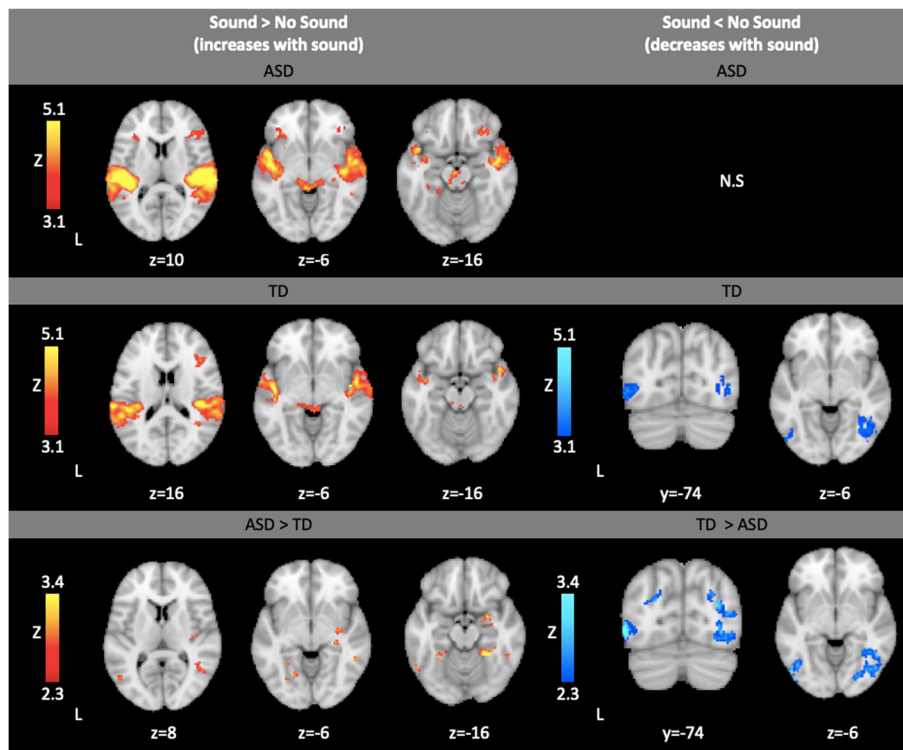 Sound > No Sound
(increases with sound)
Sound < No Sound
(decreases with sound)
ASD
ASD
5.1
Z
3.1
L
z=10
z=-6
z=-16
N.S
TD
TD
5.1
Z
3.1
L
z=16
z=-6
z=-16
5.1
Z
3.1
L
y=-74
z=-6
ASD > TD
TD > ASD
3.4
Z
2.3
L
z=8
z=-6
z=-16
3.4
Z
2.3
L
y=-74
z=-6